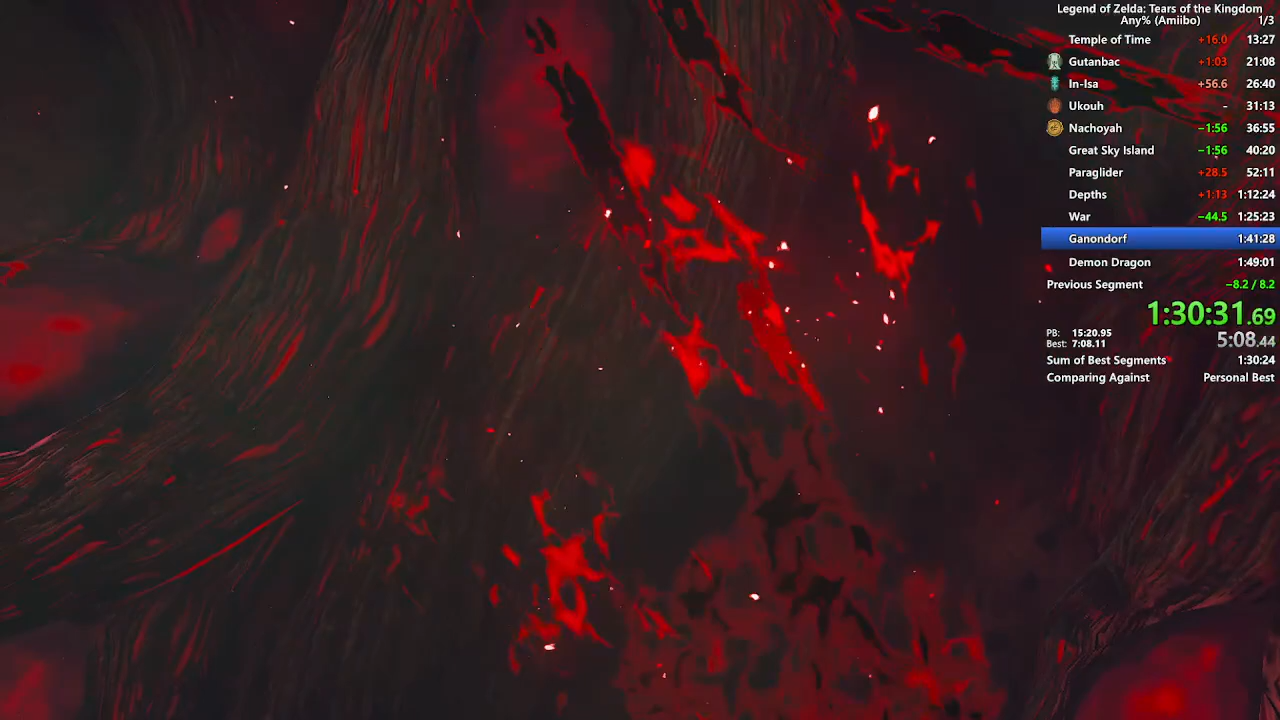 Legend of Zelda: Tears of the Kingdom
Any% (Amiibo) 1/3
Temple of Time +16.0 13:27
Gutanbac +1.03 21:08
In-Isa +56.6 26:40
Ukouh - 31:13
Nachoyah −1:56 36:55
Great Sky Island −1:56 40:20
Paraglider +28.5 52:11
Depths +1:13 1:12:24
War −44.5 1:25:23
Ganondorf 1:41:28
Demon Dragon 1:49:01
Previous Segment −8.2 / 8.2
1:30:31.69
PB: 15:20.95
Best: 7:08.11 5:08.44
Sum of Best Segments 1:30:24
Comparing Against Personal Best